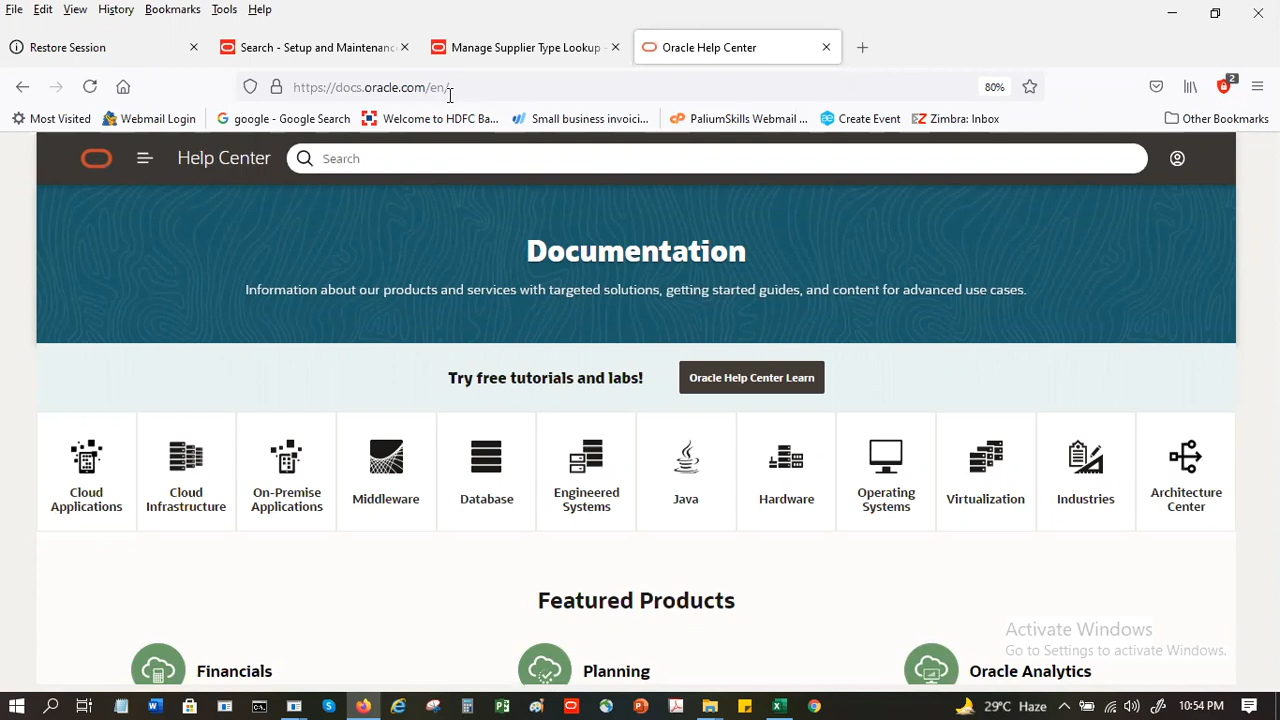 File Edit View History Bookmarks Tools Help
Restore Session
Search - Setup and Maintenanc
Manage Supplier Type Lookup -
Oracle Help Center
https://docs.oracle.com/en/
80%
2
Most Visited
Webmail Login
google - Google Search
Welcome to HDFC Ba...
Small business invoici...
PaliumSkills Webmail ...
Create Event
Zimbra: Inbox
Other Bookmarks
Help Center
Search
Documentation
Information about our products and services with targeted solutions, getting started guides, and content for advanced use cases.
Try free tutorials and labs!
Oracle Help Center Learn
Cloud
Applications
Cloud
Infrastructure
On-Premise
Applications
Middleware
Database
Engineered
Systems
Java
Hardware
Operating
Systems
Virtualization
Industries
Architecture
Center
Featured Products
Financials
Planning
Oracle Analytics
Activate Windows
Go to Settings to activate Windows.
29°C Haze
10:54 PM